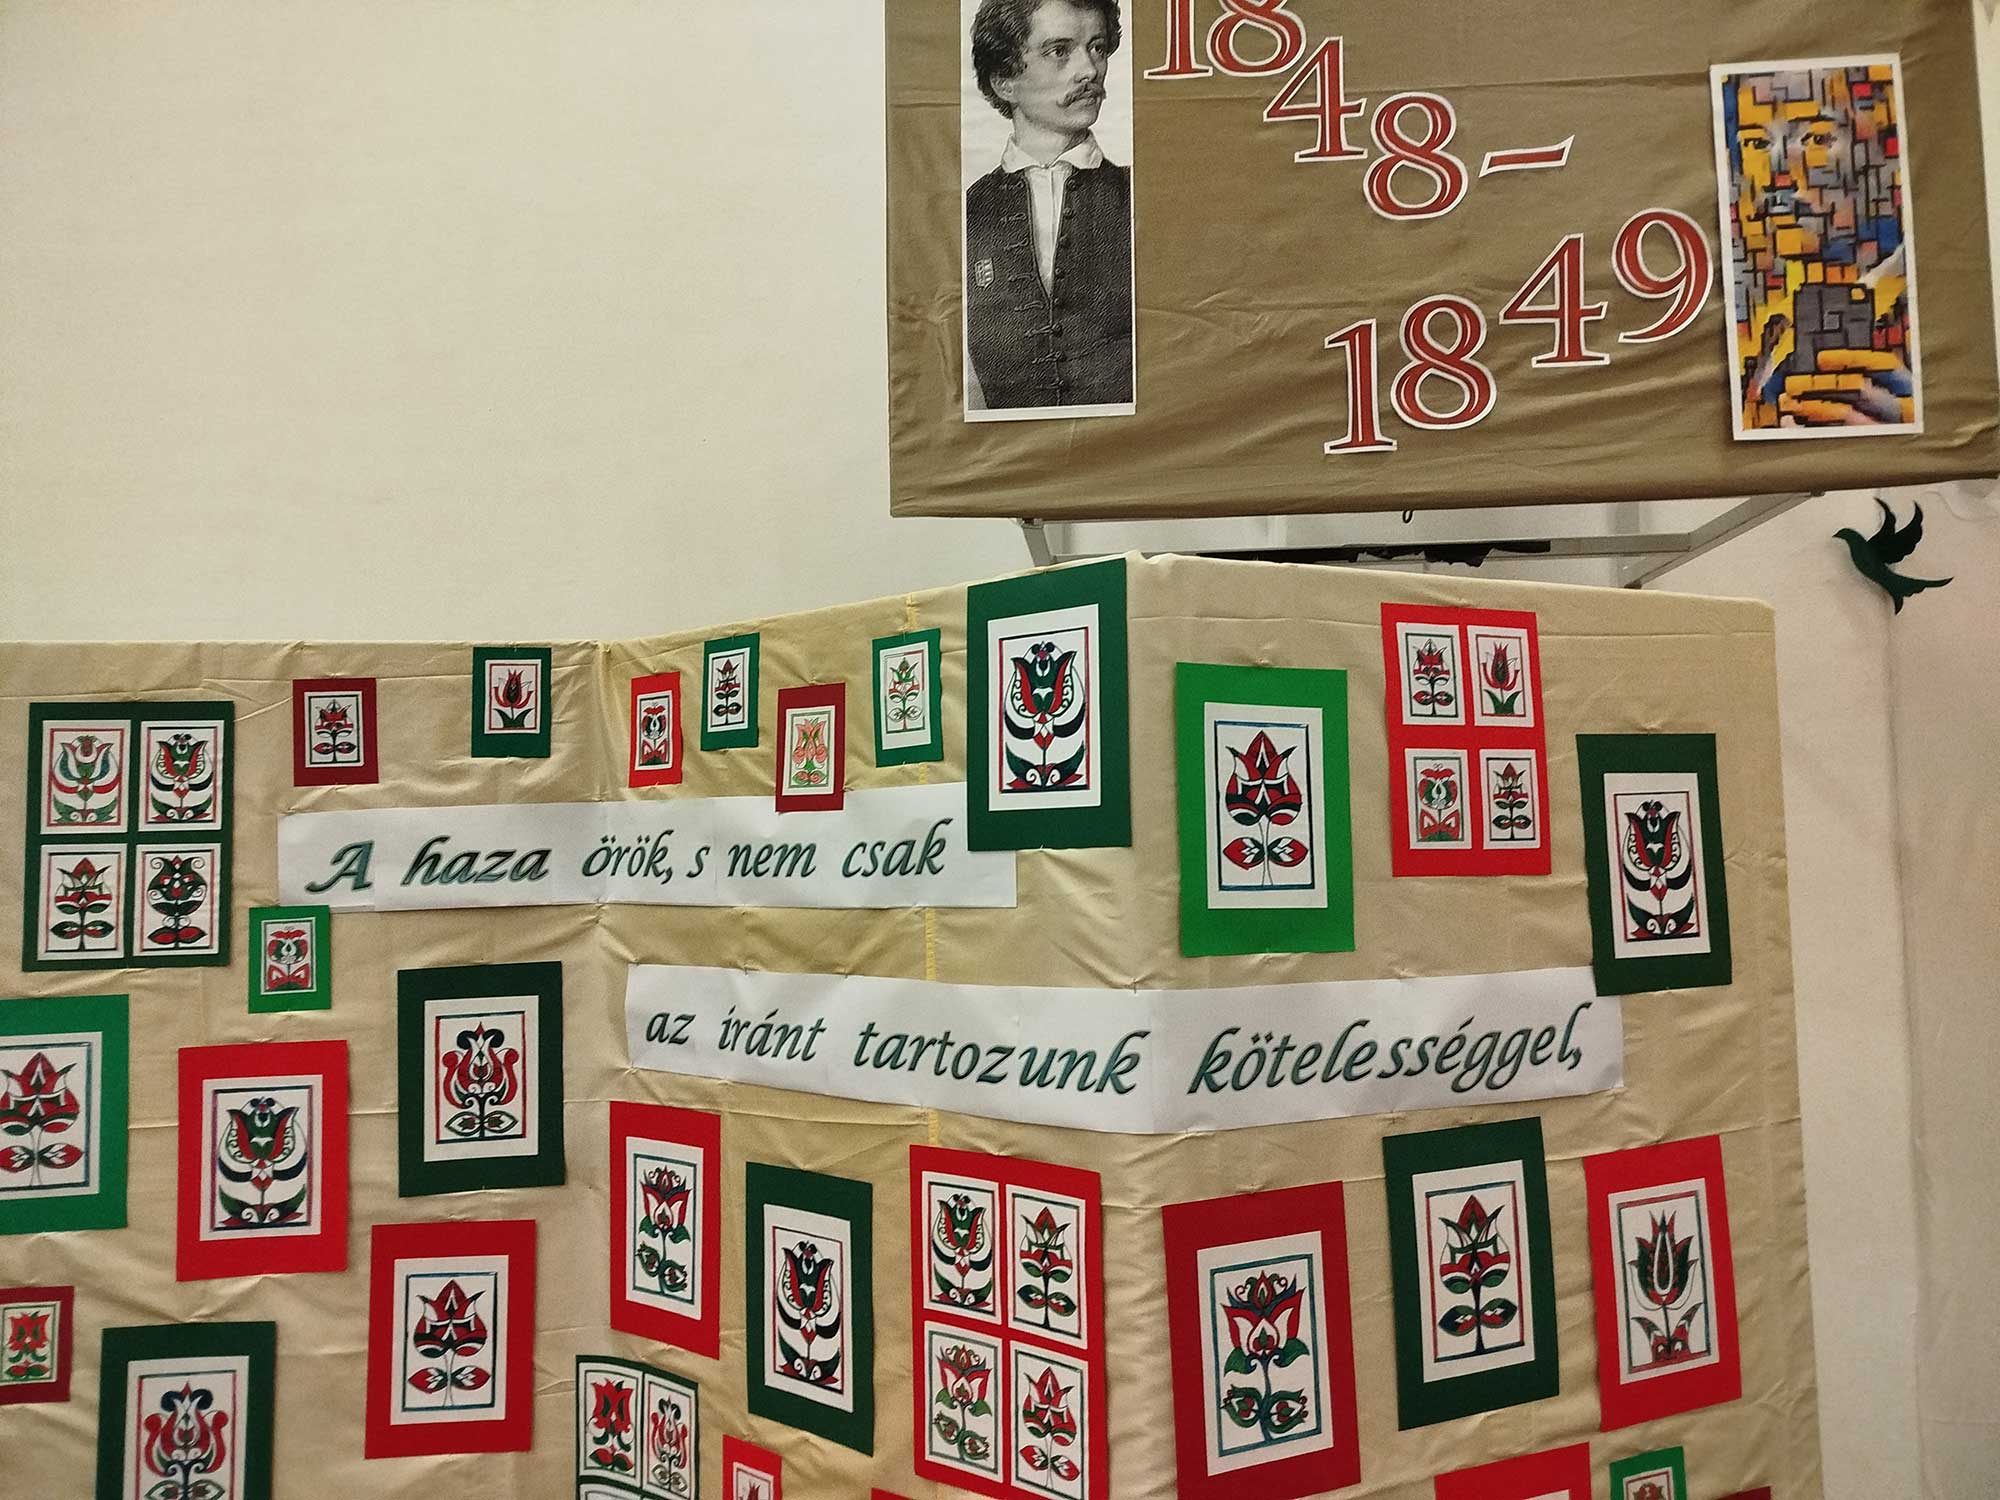 1848-
1849
A haza örök, s nem csak
az iránt tartozunk kötelességgel,